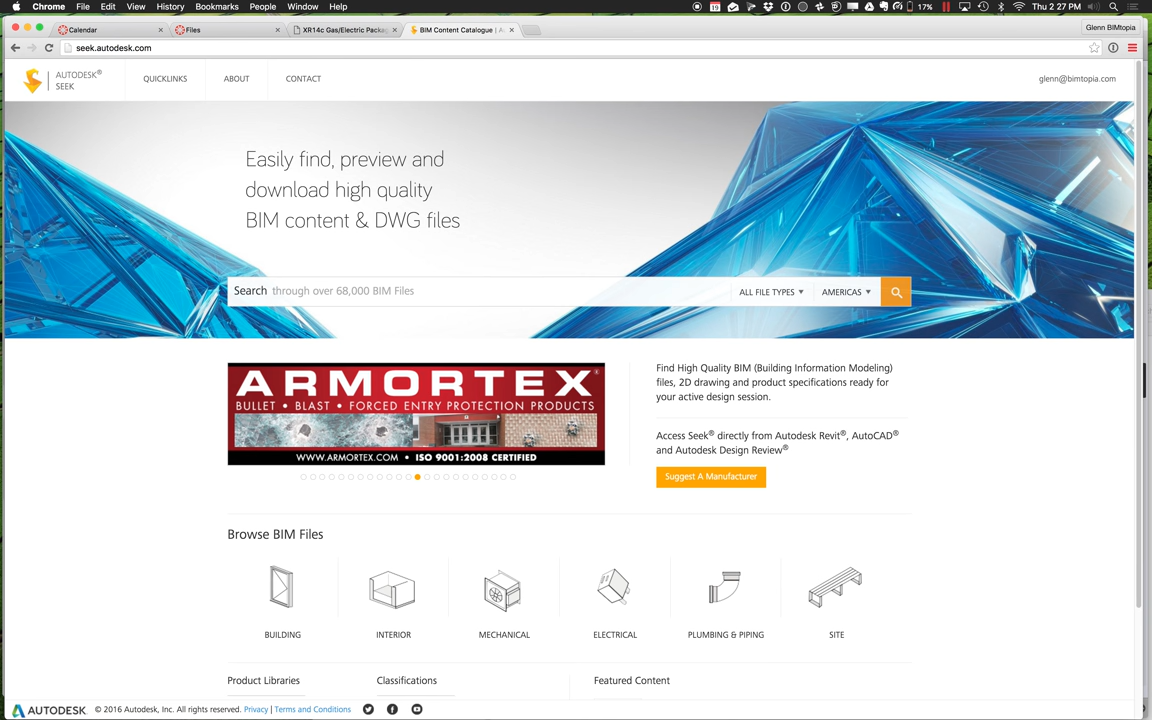 Chrome File Edit View History Bookmarks People Window Help 19 17% Thu 2 27 PM
Calendar Files XR14c Gas/Electric Packag BIM Content Catalogue | A Glenn BIMtopia
seek.autodesk.com
AUTODESK® SEEK QUICKLINKS ABOUT CONTACT glenn@bimtopia.com
Easily find, preview and
download high quality
BIM content & DWG files
Search through over 68,000 BIM Files ALL FILE TYPES AMERICAS
ARMORTEX
BULLET • BLAST • FORCED ENTRY PROTECTION PRODUCTS
WWW.ARMORTEX.COM • ISO 9001:2008 CERTIFIED
Find High Quality BIM (Building Information Modeling)
files, 2D drawing and product specifications ready for
your active design session.
Access Seek® directly from Autodesk Revit®, AutoCAD®
and Autodesk Design Review®
Suggest A Manufacturer
Browse BIM Files
BUILDING INTERIOR MECHANICAL ELECTRICAL PLUMBING & PIPING SITE
Product Libraries Classifications Featured Content
AUTODESK © 2016 Autodesk, Inc. All rights reserved. Privacy | Terms and Conditions